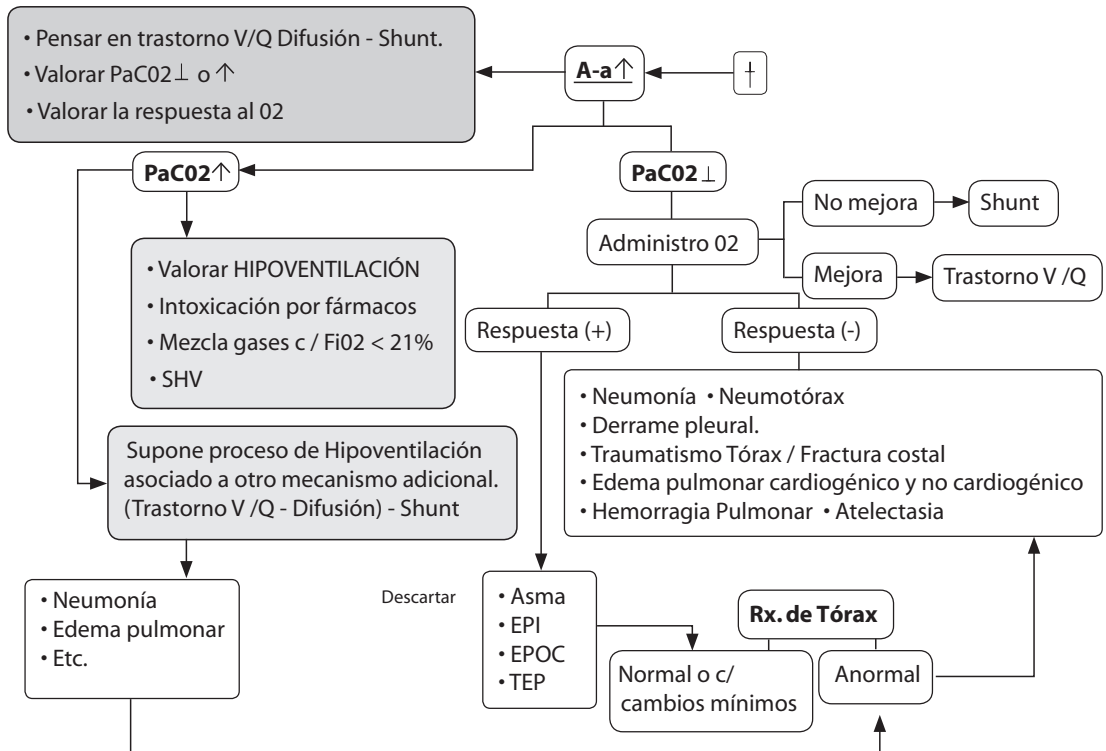 • Pensar en trastorno V/Q Difusión - Shunt.
• Valorar PaC02 ⊥ o ↑
• Valorar la respuesta al 02
A-a ↑
†
PaC02 ↑
PaC02 ⊥
No mejora
Shunt
Administro 02
Mejora
Trastorno V /Q
• Valorar HIPOVENTILACIÓN
• Intoxicación por fármacos
• Mezcla gases c / Fi02 < 21%
• SHV
Respuesta (+)
Respuesta (-)
• Neumonía • Neumotórax
• Derrame pleural.
• Traumatismo Tórax / Fractura costal
• Edema pulmonar cardiogénico y no cardiogénico
• Hemorragia Pulmonar • Atelectasia
Supone proceso de Hipoventilación
asociado a otro mecanismo adicional.
(Trastorno V /Q - Difusión) - Shunt
• Neumonía
• Edema pulmonar
• Etc.
Descartar
• Asma
• EPI
• EPOC
• TEP
Rx. de Tórax
Normal o c/
cambios mínimos
Anormal